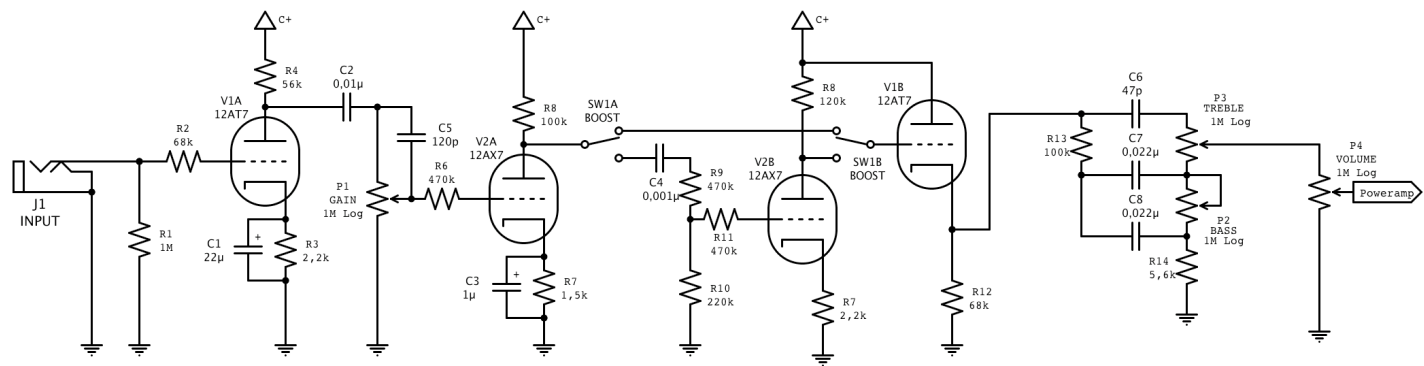 C+
R4
56k
V1A
12AT7
C2
0,01µ
R2
68k
J1
INPUT
R1
1M
C1
+
22µ
R3
2,2k
P1
GAIN
1M Log
C5
120p
R6
470k
C+
R8
100k
V2A
12AX7
C3
+
1µ
R7
1,5k
SW1A
BOOST
C4
0,001µ
R9
470k
R11
470k
R10
220k
C+
R8
120k
V2B
12AX7
R7
2,2k
V1B
12AT7
SW1B
BOOST
R12
68k
R13
100k
C6
47p
C7
0,022µ
C8
0,022µ
P3
TREBLE
1M Log
P2
BASS
1M Log
R14
5,6k
P4
VOLUME
1M Log
Poweramp